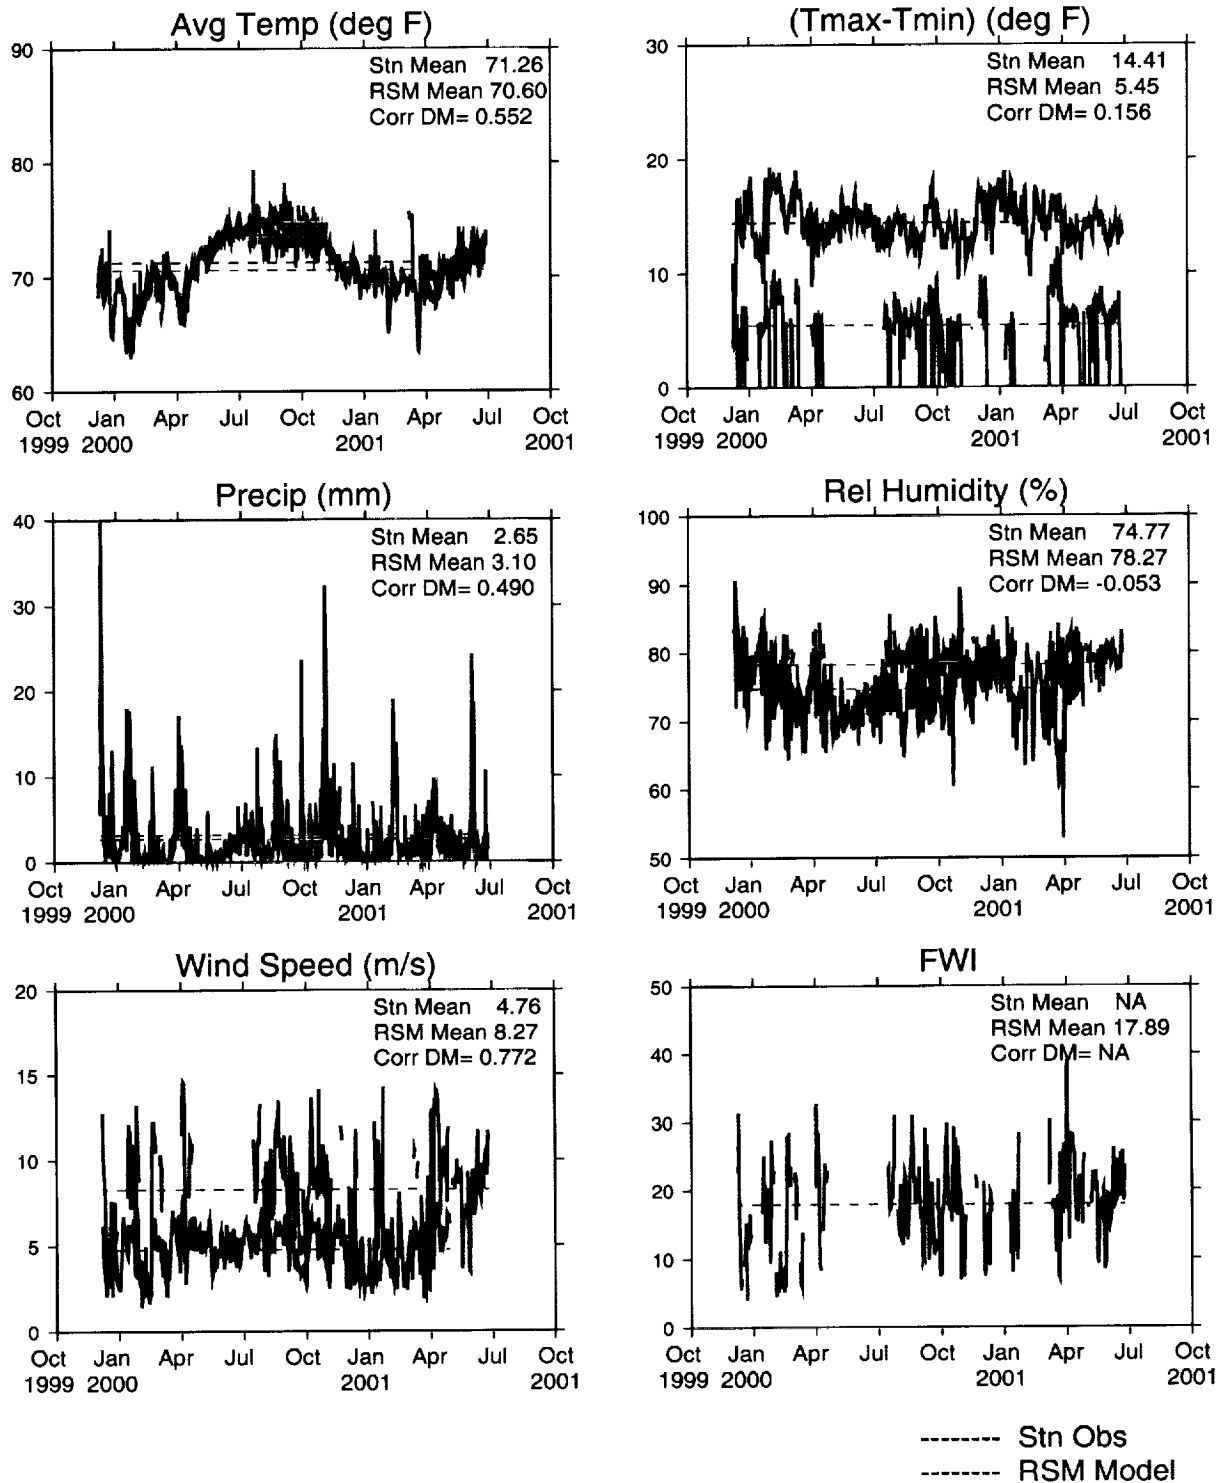 Avg Temp (deg F)
90
80
70
60
Stn Mean 71.26
RSM Mean 70.60
Corr DM= 0.552
Oct Jan Apr Jul Oct Jan Apr Jul Oct
1999 2000 2001 2001
(Tmax-Tmin) (deg F)
30
20
10
0
Stn Mean 14.41
RSM Mean 5.45
Corr DM= 0.156
Oct Jan Apr Jul Oct Jan Apr Jul Oct
1999 2000 2001 2001
Precip (mm)
40
30
20
10
0
Stn Mean 2.65
RSM Mean 3.10
Corr DM= 0.490
Oct Jan Apr Jul Oct Jan Apr Jul Oct
1999 2000 2001 2001
Rel Humidity (%)
100
90
80
70
60
50
Stn Mean 74.77
RSM Mean 78.27
Corr DM= -0.053
Oct Jan Apr Jul Oct Jan Apr Jul Oct
1999 2000 2001 2001
Wind Speed (m/s)
20
15
10
5
0
Stn Mean 4.76
RSM Mean 8.27
Corr DM= 0.772
Oct Jan Apr Jul Oct Jan Apr Jul Oct
1999 2000 2001 2001
FWI
50
40
30
20
10
0
Stn Mean NA
RSM Mean 17.89
Corr DM= NA
Oct Jan Apr Jul Oct Jan Apr Jul Oct
1999 2000 2001 2001
Stn Obs
RSM Model